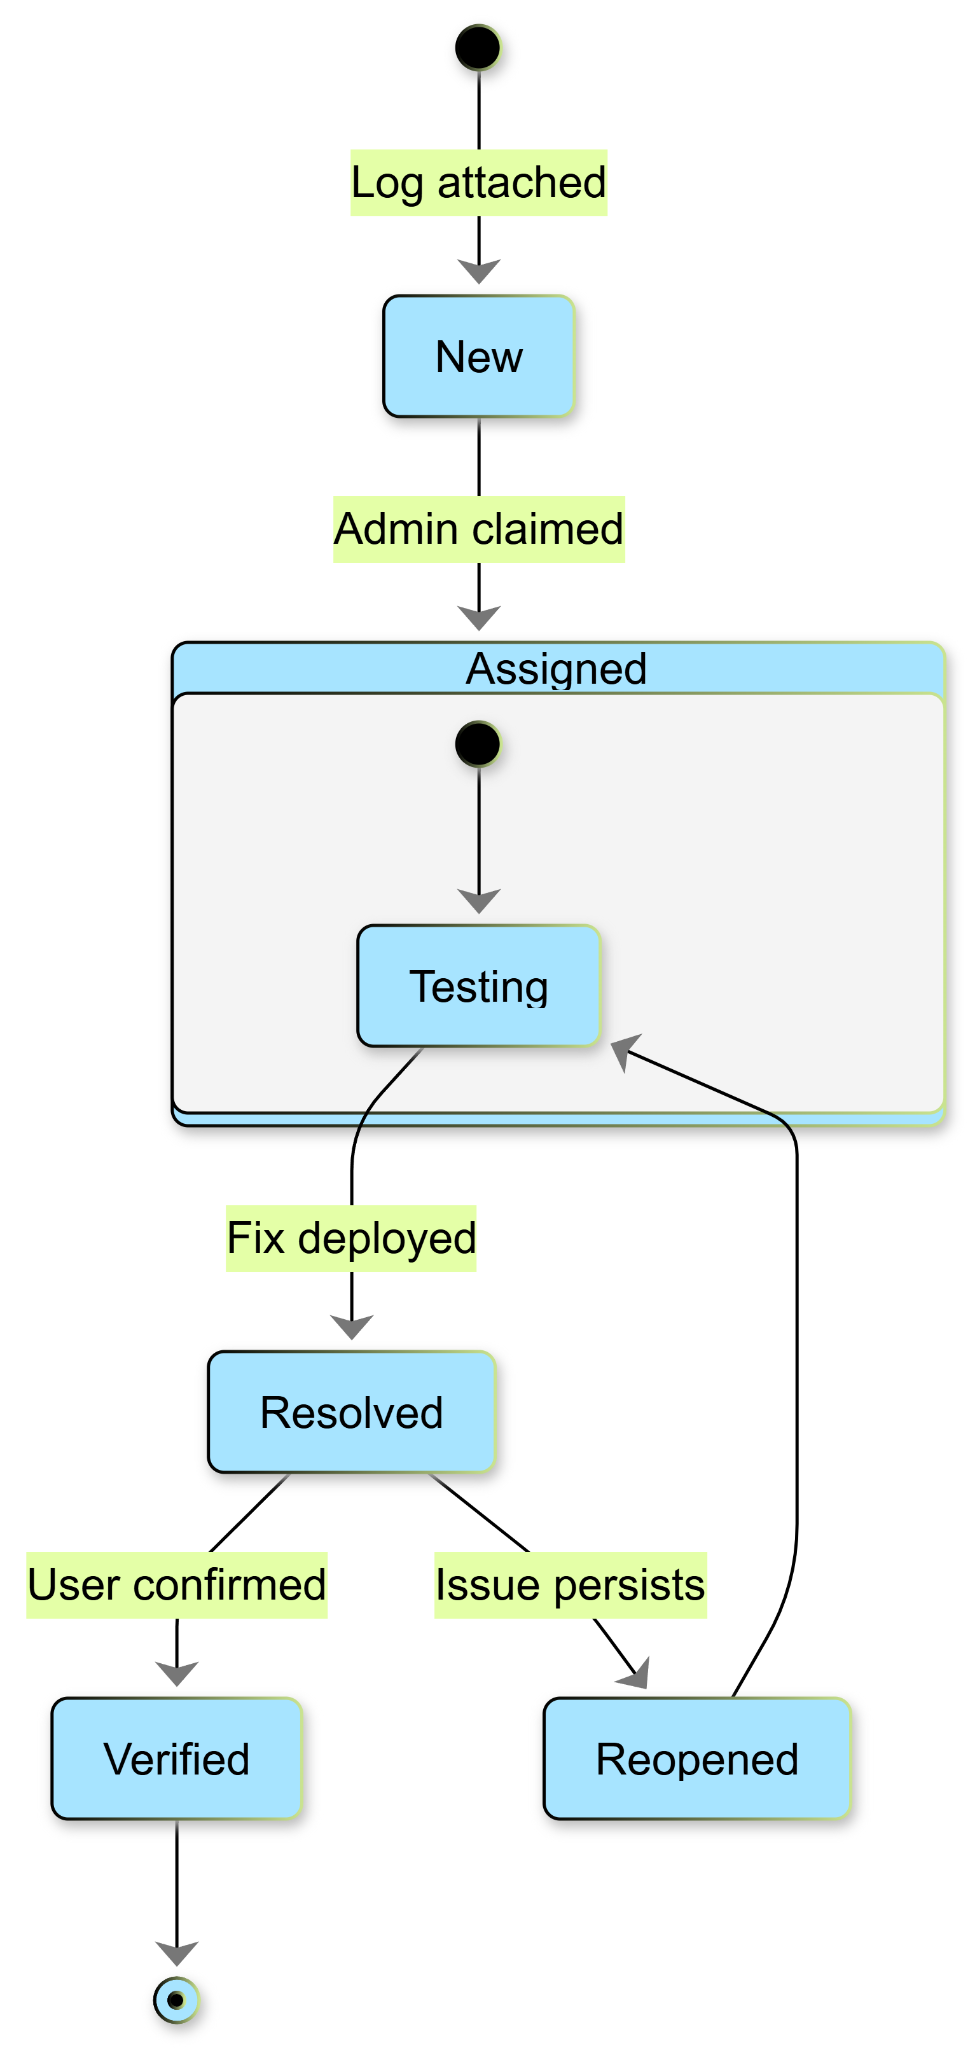 Log attached
New
Admin claimed
Assigned
Testing
Fix deployed
Resolved
User confirmed
Issue persists
Verified
Reopened